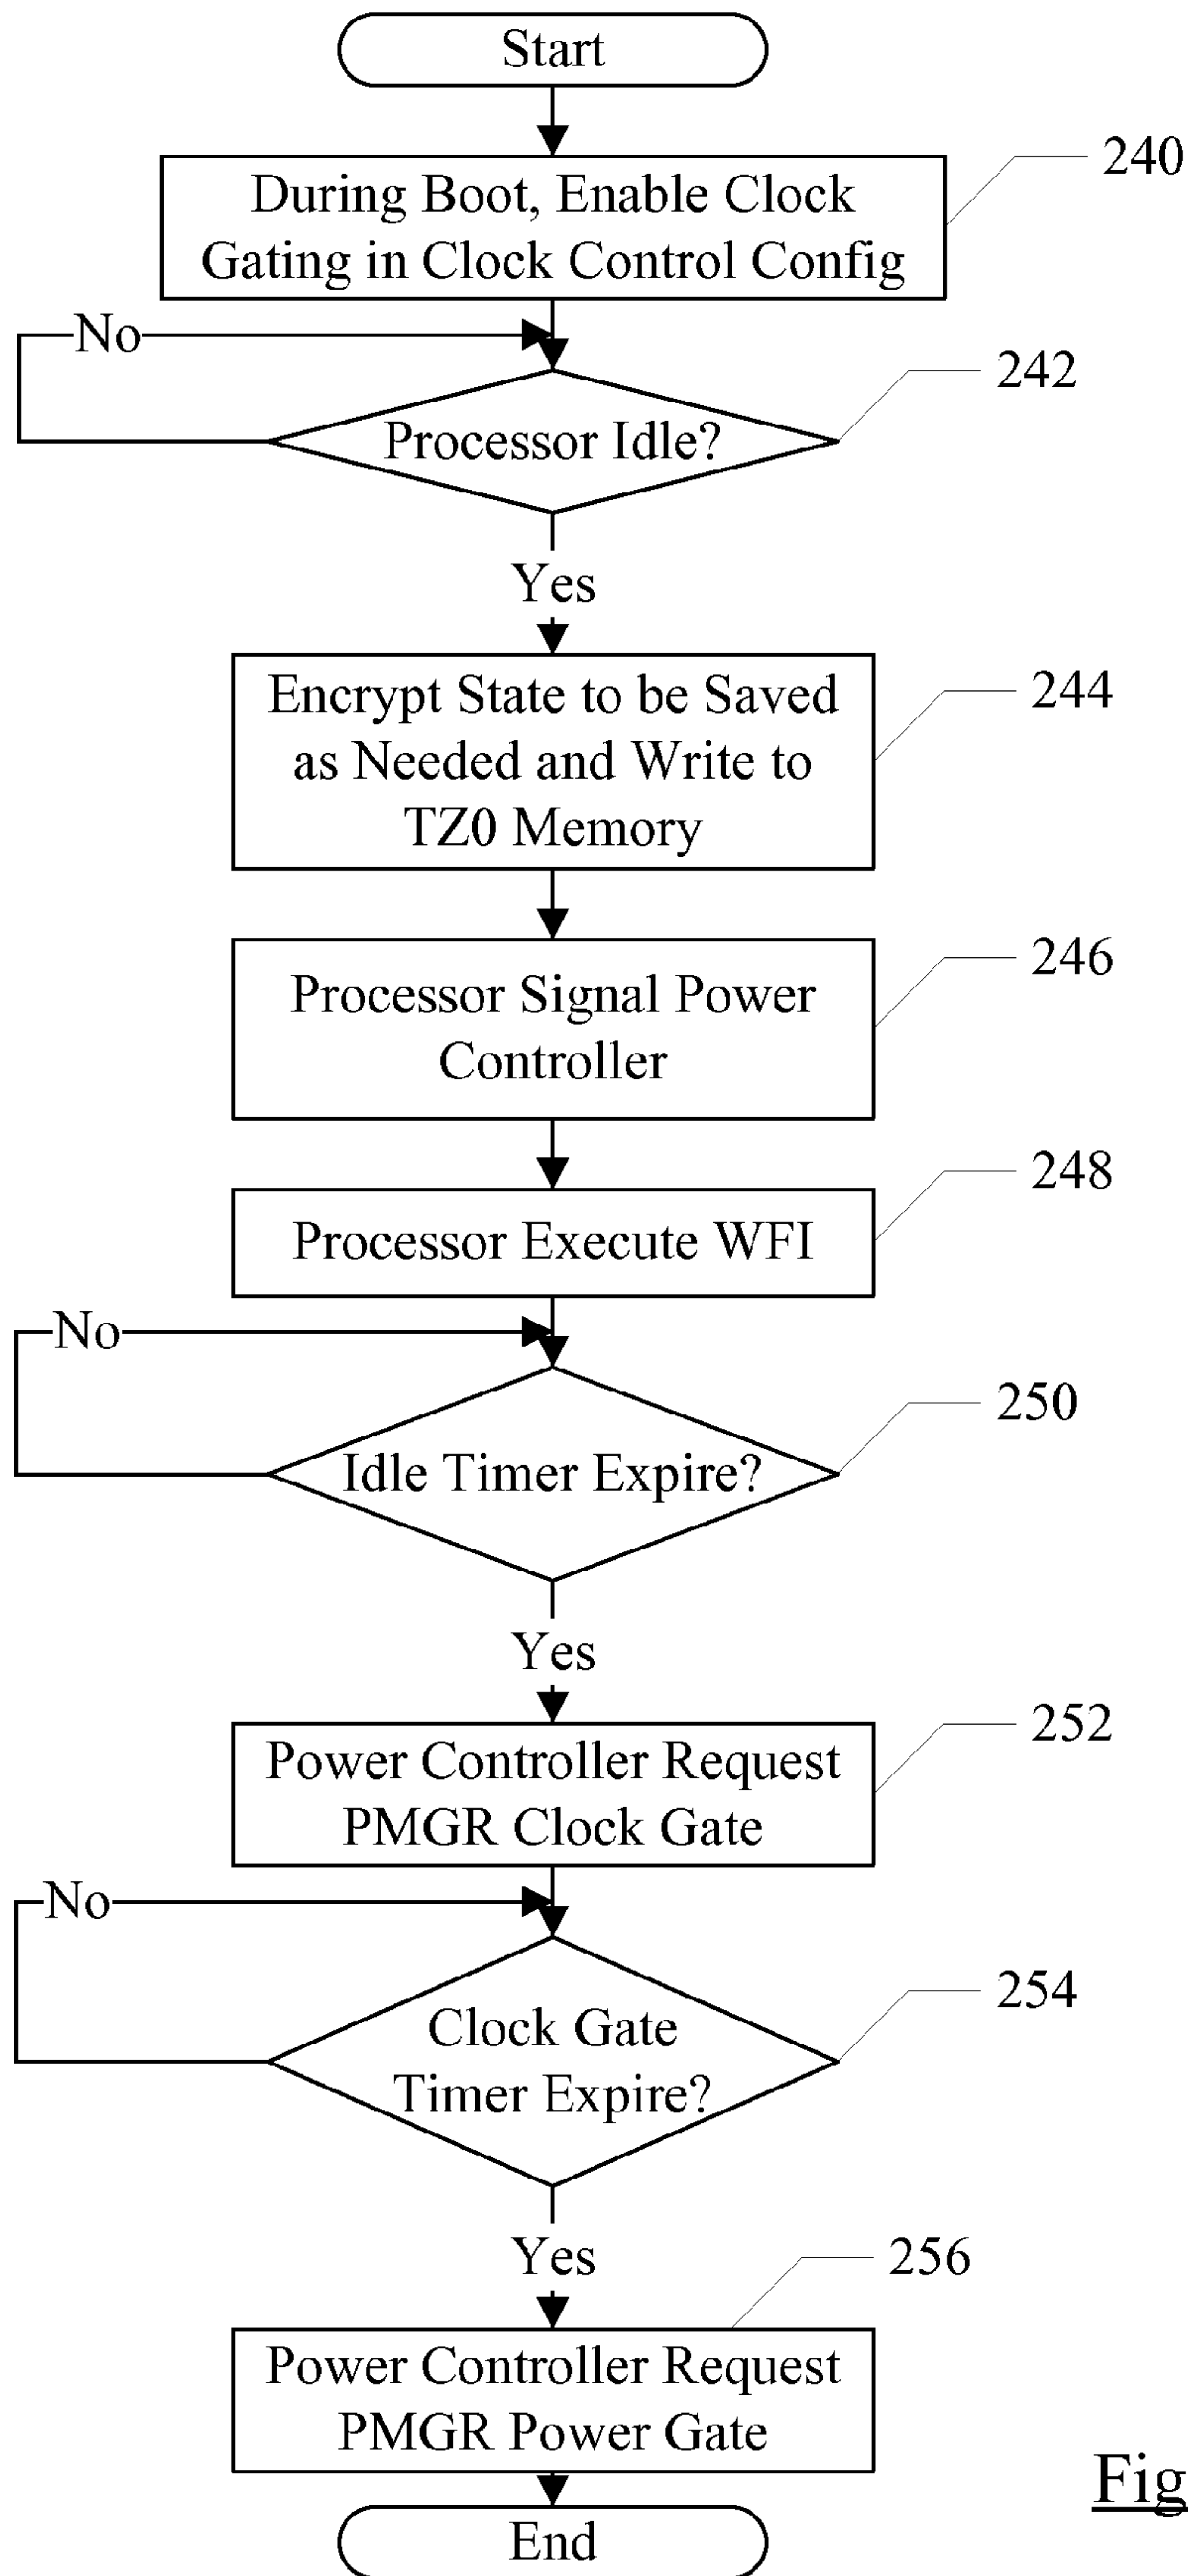 Start
240
During Boot, Enable Clock
Gating in Clock Control Config
No
242
Processor Idle?
Yes
244
Encrypt State to be Saved
as Needed and Write to
TZ0 Memory
246
Processor Signal Power
Controller
248
Processor Execute WFI
No
250
Idle Timer Expire?
Yes
252
Power Controller Request
PMGR Clock Gate
No
254
Clock Gate
Timer Expire?
Yes
256
Power Controller Request
PMGR Power Gate
Fig
End